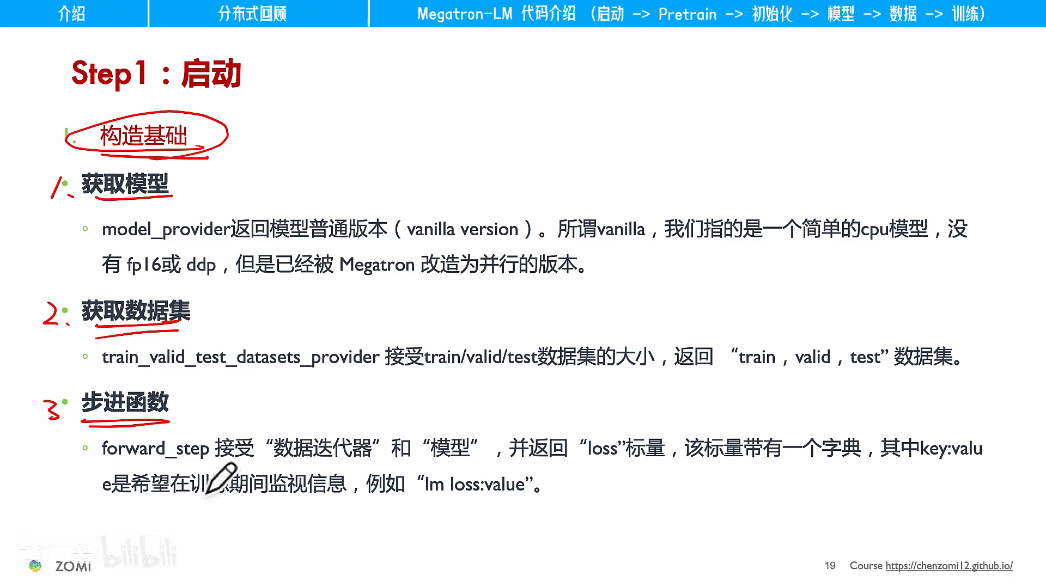 介绍
分布式回顾
Megatron-LM 代码介绍 (启动 -> Pretrain -> 初始化 -> 模型 -> 数据 -> 训练)
Step1：启动
构造基础
1、
获取模型
model_provider返回模型普通版本（vanilla version）。所谓vanilla，我们指的是一个简单的cpu模型，没
有 fp16或 ddp，但是已经被 Megatron 改造为并行的版本。
2、
获取数据集
train_valid_test_datasets_provider 接受train/valid/test数据集的大小，返回 “train，valid，test” 数据集。
3
步进函数
forward_step 接受“数据迭代器”和“模型”，并返回“loss”标量，该标量带有一个字典，其中key:valu
e是希望在训练期间监视信息，例如“lm loss:value”。
bilibili
ZOMI
19
Course https://chenzomi12.github.io/